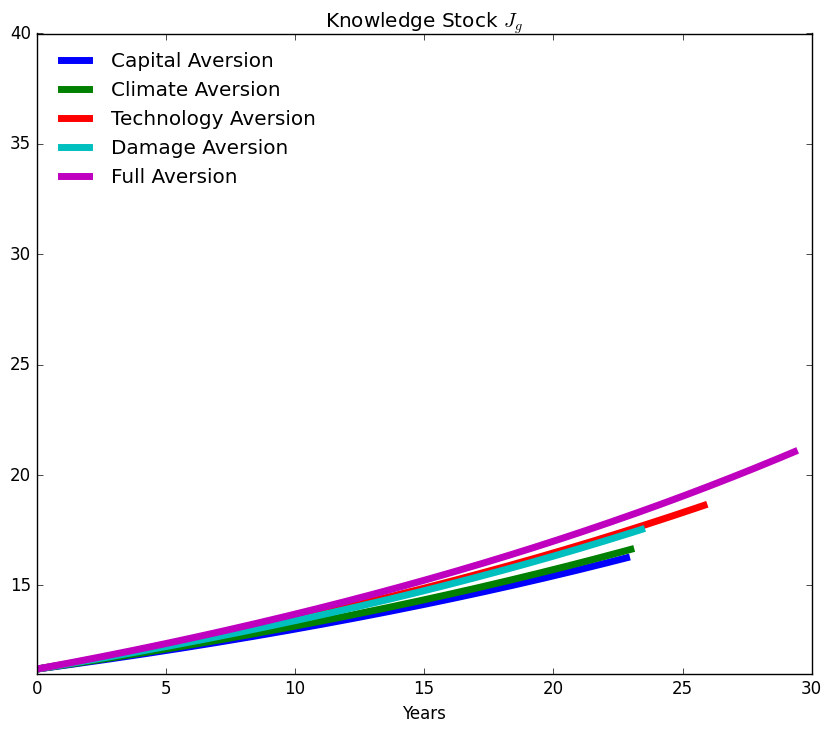 Knowledge Stock J_g
40
Capital Aversion
Climate Aversion
Technology Aversion
Damage Aversion
Full Aversion
35
30
25
20
15
0 5 10 15 20 25 30
Years